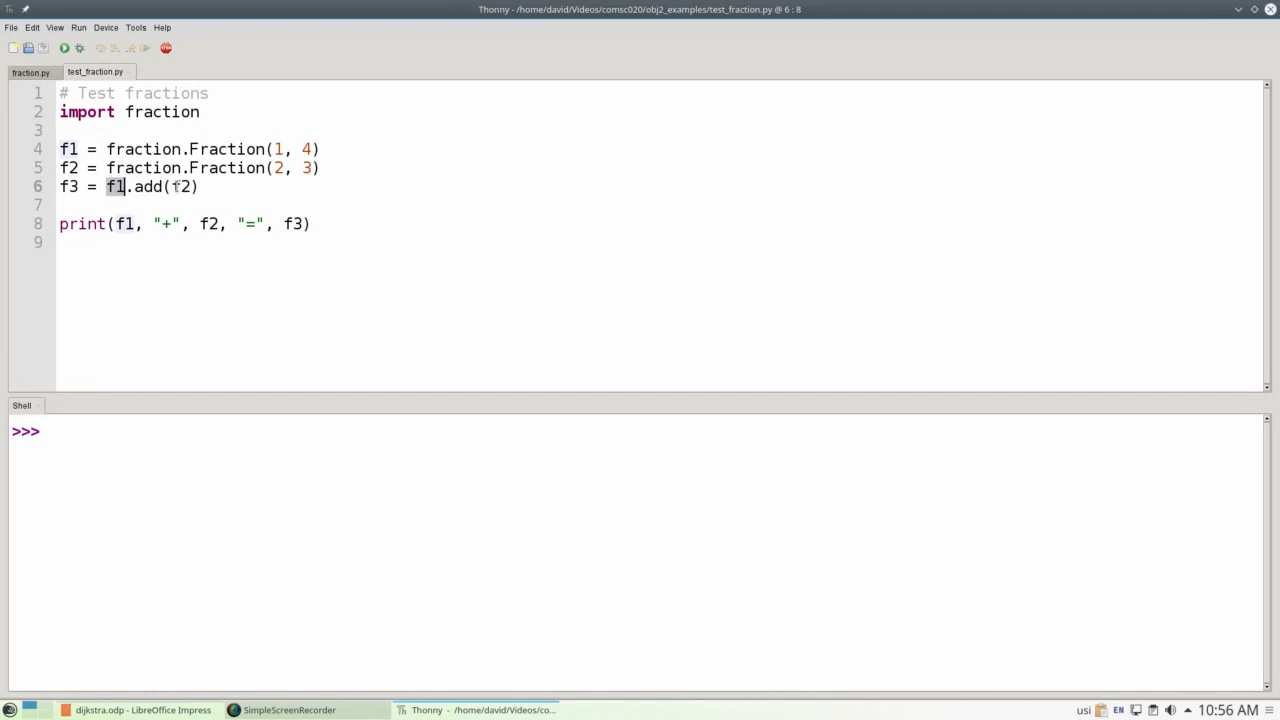 Thonny - /home/david/Videos/comsc020/obj2_examples/test_fraction.py @ 6 : 8
File Edit View Run Device Tools Help
STOP
fraction.py test_fraction.py
1 # Test fractions
2 import fraction
3
4 f1 = fraction.Fraction(1, 4)
5 f2 = fraction.Fraction(2, 3)
6 f3 = f1.add(f2)
7
8 print(f1, "+", f2, "=", f3)
9
Shell
>>>
dijkstra.odp - LibreOffice Impress SimpleScreenRecorder Th Thonny - /home/david/Videos/co... usi EN 10:56 AM